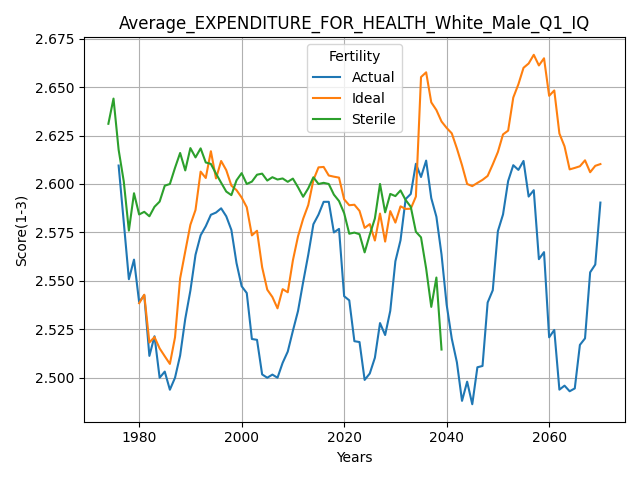 Average_EXPENDITURE_FOR_HEALTH_White_Male_Q1_IQ
Fertility
Actual
Ideal
Sterile
Score(1-3)
2.675
2.650
2.625
2.600
2.575
2.550
2.525
2.500
1980 2000 2020 2040 2060
Years